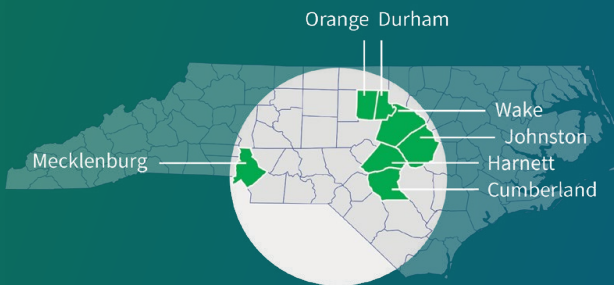 Orange Durham
Wake
Johnston
Mecklenburg
Harnett
Cumberland